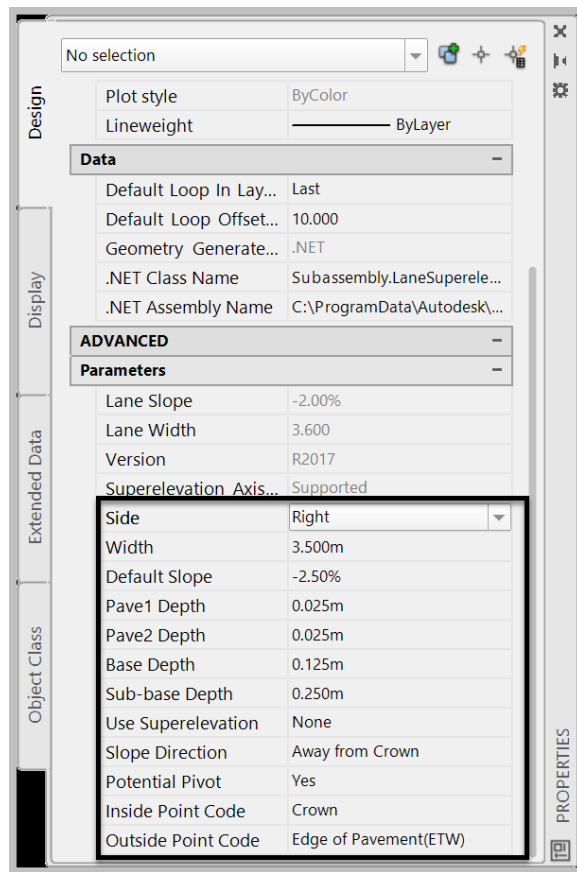 No selection
Plot style ByColor
Lineweight ByLayer
Data
Default Loop In Lay... Last
Default Loop Offset... 10.000
Geometry Generate... .NET
.NET Class Name Subassembly.LaneSuperele...
.NET Assembly Name C:\ProgramData\Autodesk\...
ADVANCED
Parameters
Lane Slope -2.00%
Lane Width 3.600
Version R2017
Superelevation Axis... Supported
Side Right
Width 3.500m
Default Slope -2.50%
Pave1 Depth 0.025m
Pave2 Depth 0.025m
Base Depth 0.125m
Sub-base Depth 0.250m
Use Superelevation None
Slope Direction Away from Crown
Potential Pivot Yes
Inside Point Code Crown
Outside Point Code Edge of Pavement(ETW)
Design
Display
Extended Data
Object Class
PROPERTIES